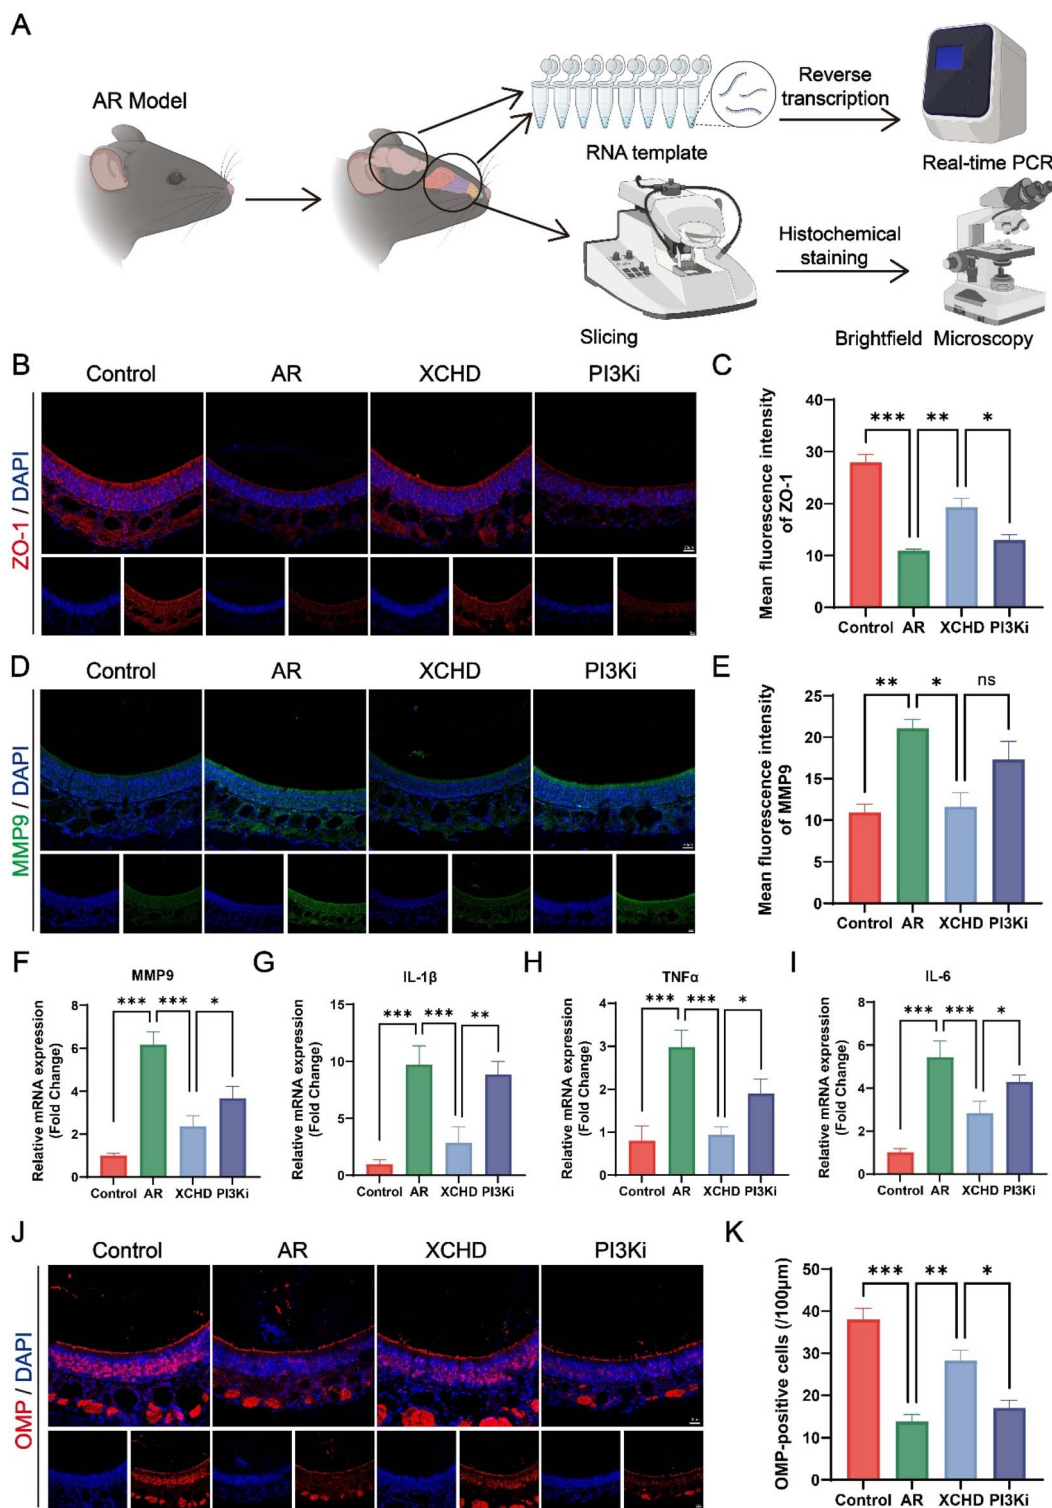 A
AR Model
RNA template
Reverse
transcription
Real-time PCR
Slicing
Histochemical
staining
Brightfield Microscopy
B
Control AR XCHD PI3Ki
ZO-1 / DAPI
C
Mean fluorescence intensity
of ZO-1
40
30
20
10
0
*** ** *
Control AR XCHD PI3Ki
D
Control AR XCHD PI3Ki
MMP9 / DAPI
E
Mean fluorescence intensity
of MMP9
25
20
15
10
5
0
** * ns
Control AR XCHD PI3Ki
F
MMP9
Relative mRNA expression
(Fold Change)
8
6
4
2
0
*** *** *
Control AR XCHD PI3Ki
G
IL-1β
Relative mRNA expression
(Fold Change)
15
10
5
0
*** *** **
Control AR XCHD PI3Ki
H
TNFα
Relative mRNA expression
(Fold Change)
4
3
2
1
0
*** *** *
Control AR XCHD PI3Ki
I
IL-6
Relative mRNA expression
(Fold Change)
8
6
4
2
0
*** *** *
Control AR XCHD PI3Ki
J
Control AR XCHD PI3Ki
OMP / DAPI
K
OMP-positive cells (/100μm)
50
40
30
20
10
0
*** ** *
Control AR XCHD PI3Ki